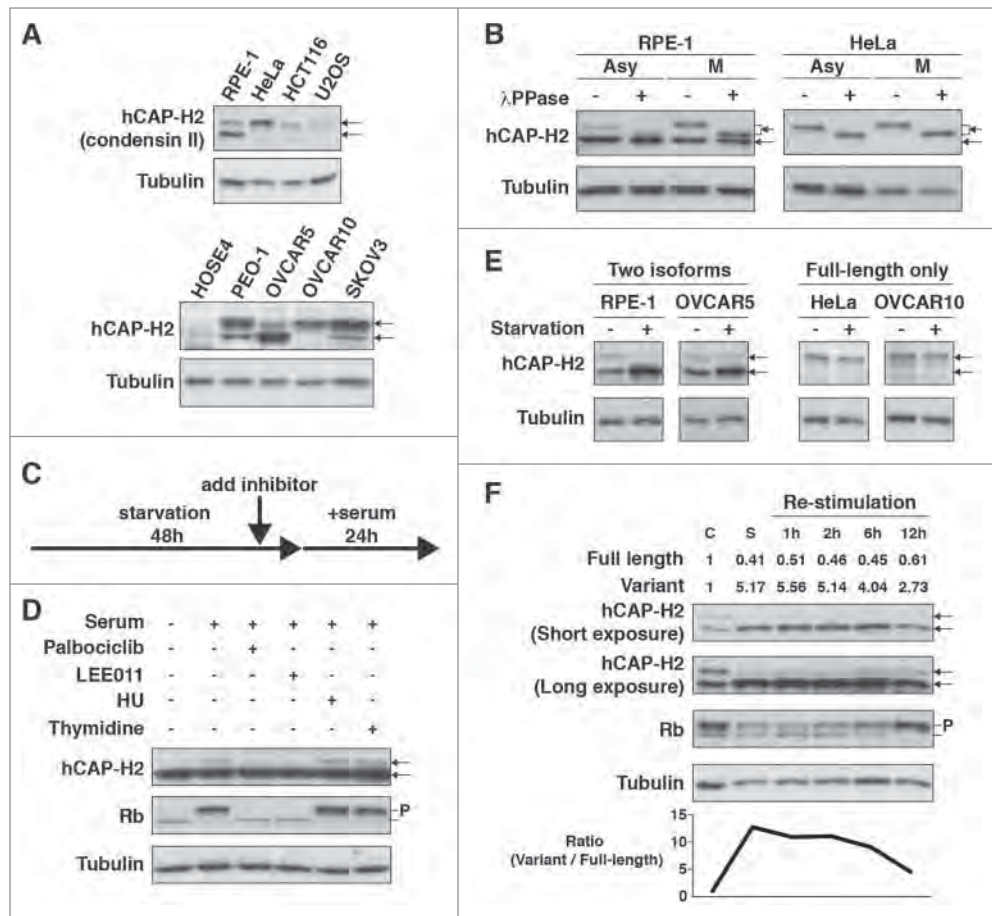 A
RPE-1
HeLa
HCT116
U2OS
hCAP-H2
(condensin II)
Tubulin
HOSE4
PEO-1
OVCAR5
OVCAR10
SKOV3
hCAP-H2
Tubulin
B
RPE-1 HeLa
Asy M Asy M
λPPase - + - + - + - +
hCAP-H2
Tubulin
C
add inhibitor
starvation +serum
48h 24h
D
Serum - + + + + +
Palbociclib - - + - - -
LEE011 - - - + - -
HU - - - - + -
Thymidine - - - - - +
hCAP-H2
Rb P
Tubulin
E
Two isoforms Full-length only
RPE-1 OVCAR5 HeLa OVCAR10
Starvation - + - + - + - +
hCAP-H2
Tubulin
F
Re-stimulation
C S 1h 2h 6h 12h
Full length 1 0.41 0.51 0.46 0.45 0.61
Variant 1 5.17 5.56 5.14 4.04 2.73
hCAP-H2
(Short exposure)
hCAP-H2
(Long exposure)
Rb P
Tubulin
Ratio
(Variant / Full-length)
15
10
5
0